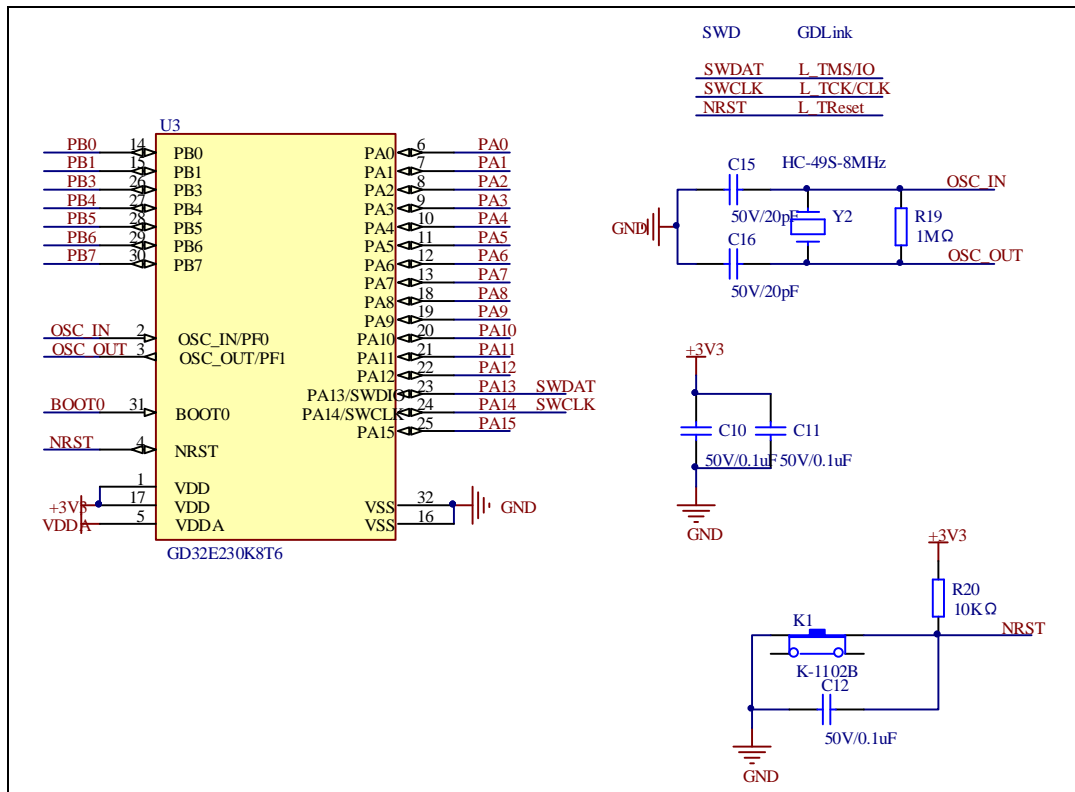 SWD GDLink
SWDAT L_TMS/IO
SWCLK L_TCK/CLK
NRST L_TReset
U3
PB0 14 PB0 PA0 6 PA0
PB1 15 PB1 PA1 7 PA1
PB3 26 PB3 PA2 8 PA2
PB4 27 PB4 PA3 9 PA3
PB5 28 PB5 PA4 10 PA4
PB6 29 PB6 PA5 11 PA5
PB7 30 PB7 PA6 12 PA6
PA7 13 PA7
PA8 18 PA8
PA9 19 PA9
OSC_IN 2 OSC_IN/PF0 PA10 20 PA10
OSC_OUT 3 OSC_OUT/PF1 PA11 21 PA11
PA12 22 PA12
PA13/SWDIO 23 PA13 SWDAT
BOOT0 31 BOOT0 PA14/SWCLK 24 PA14 SWCLK
PA15 25 PA15
NRST 4 NRST
1 VDD
+3V3 17 VDD VSS 32 GND
VDDA 5 VDDA VSS 16
GD32E230K8T6
C15 HC-49S-8MHz
OSC_IN
50V/20pF Y2 R19
GND 1MΩ
C16
OSC_OUT
50V/20pF
+3V3
C10 C11
50V/0.1uF 50V/0.1uF
GND
+3V3
R20
10KΩ
K1 NRST
K-1102B
C12
50V/0.1uF
GND